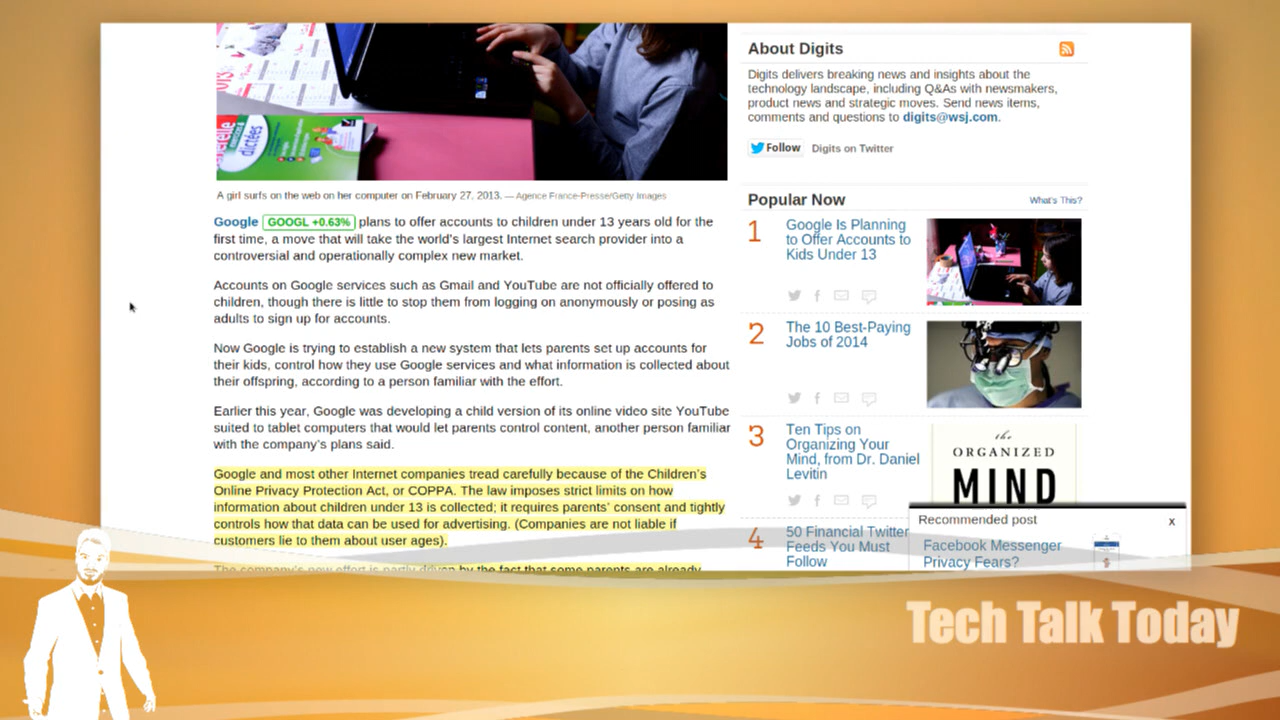 A girl surfs on the web on her computer on February 27, 2013. — Agence France-Presse/Getty Images
Google GOOGL +0.63% plans to offer accounts to children under 13 years old for the
first time, a move that will take the world's largest Internet search provider into a
controversial and operationally complex new market.
Accounts on Google services such as Gmail and YouTube are not officially offered to
children, though there is little to stop them from logging on anonymously or posing as
adults to sign up for accounts.
Now Google is trying to establish a new system that lets parents set up accounts for
their kids, control how they use Google services and what information is collected about
their offspring, according to a person familiar with the effort.
Earlier this year, Google was developing a child version of its online video site YouTube
suited to tablet computers that would let parents control content, another person familiar
with the company's plans said.
Google and most other Internet companies tread carefully because of the Children's
Online Privacy Protection Act, or COPPA. The law imposes strict limits on how
information about children under 13 is collected; it requires parents' consent and tightly
controls how that data can be used for advertising. (Companies are not liable if
customers lie to them about user ages).
The company's new effort is partly driven by the fact that some parents are already
dictées
About Digits
Digits delivers breaking news and insights about the
technology landscape, including Q&As with newsmakers,
product news and strategic moves. Send news items,
comments and questions to digits@wsj.com.
Follow Digits on Twitter
Popular Now What's This?
1 Google Is Planning
to Offer Accounts to
Kids Under 13
2 The 10 Best-Paying
Jobs of 2014
3 Ten Tips on
Organizing Your
Mind, from Dr. Daniel
Levitin
the
ORGANIZED
MIND
4 50 Financial Twitter
Feeds You Must
Follow
Recommended post x
Facebook Messenger
Privacy Fears?
Tech Talk Today